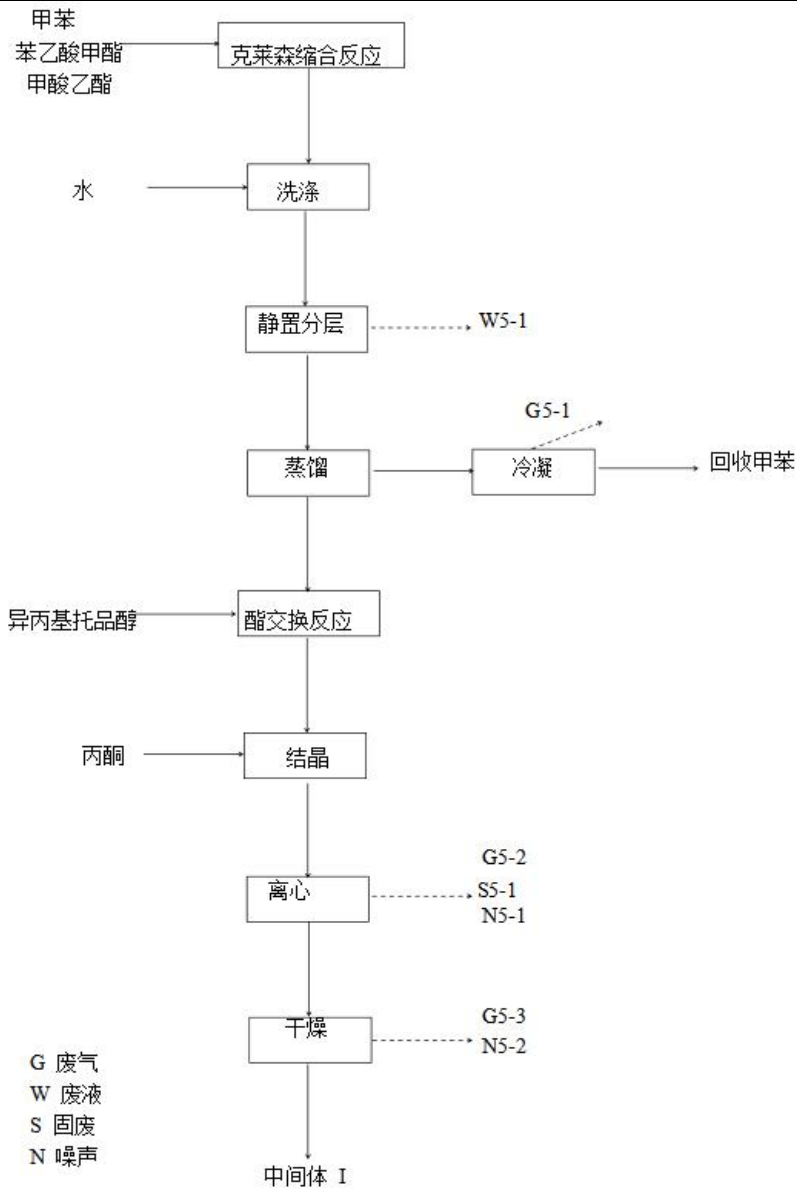 甲苯
苯乙酸甲酯
甲酸乙酯
克莱森缩合反应
水
洗涤
静置分层
W5-1
G5-1
蒸馏
冷凝
回收甲苯
异丙基托品醇
酯交换反应
丙酮
结晶
离心
G5-2
S5-1
N5-1
干燥
G5-3
N5-2
G 废气
W 废液
S 固废
N 噪声
中间体 I